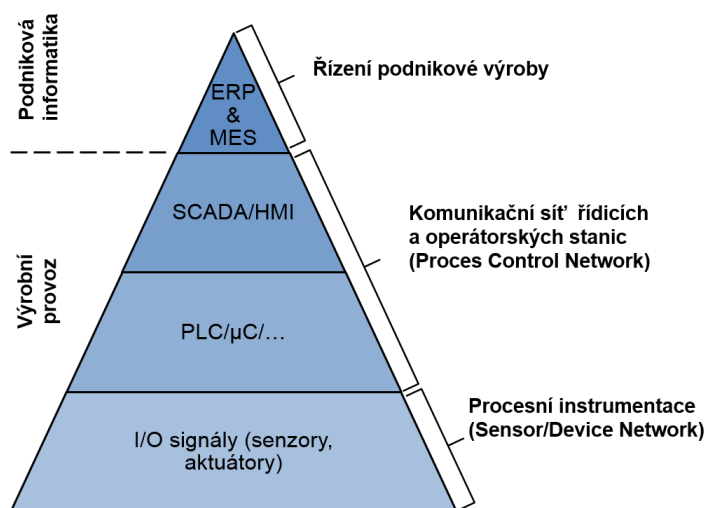 Podniková
informatika
Výrobní
provoz
ERP
&
MES
SCADA/HMI
PLC/µC/…
I/O signály (senzory,
aktuátory)
Řízení podnikové výroby
Komunikační síť řídicích
a operátorských stanic
(Proces Control Network)
Procesní instrumentace
(Sensor/Device Network)